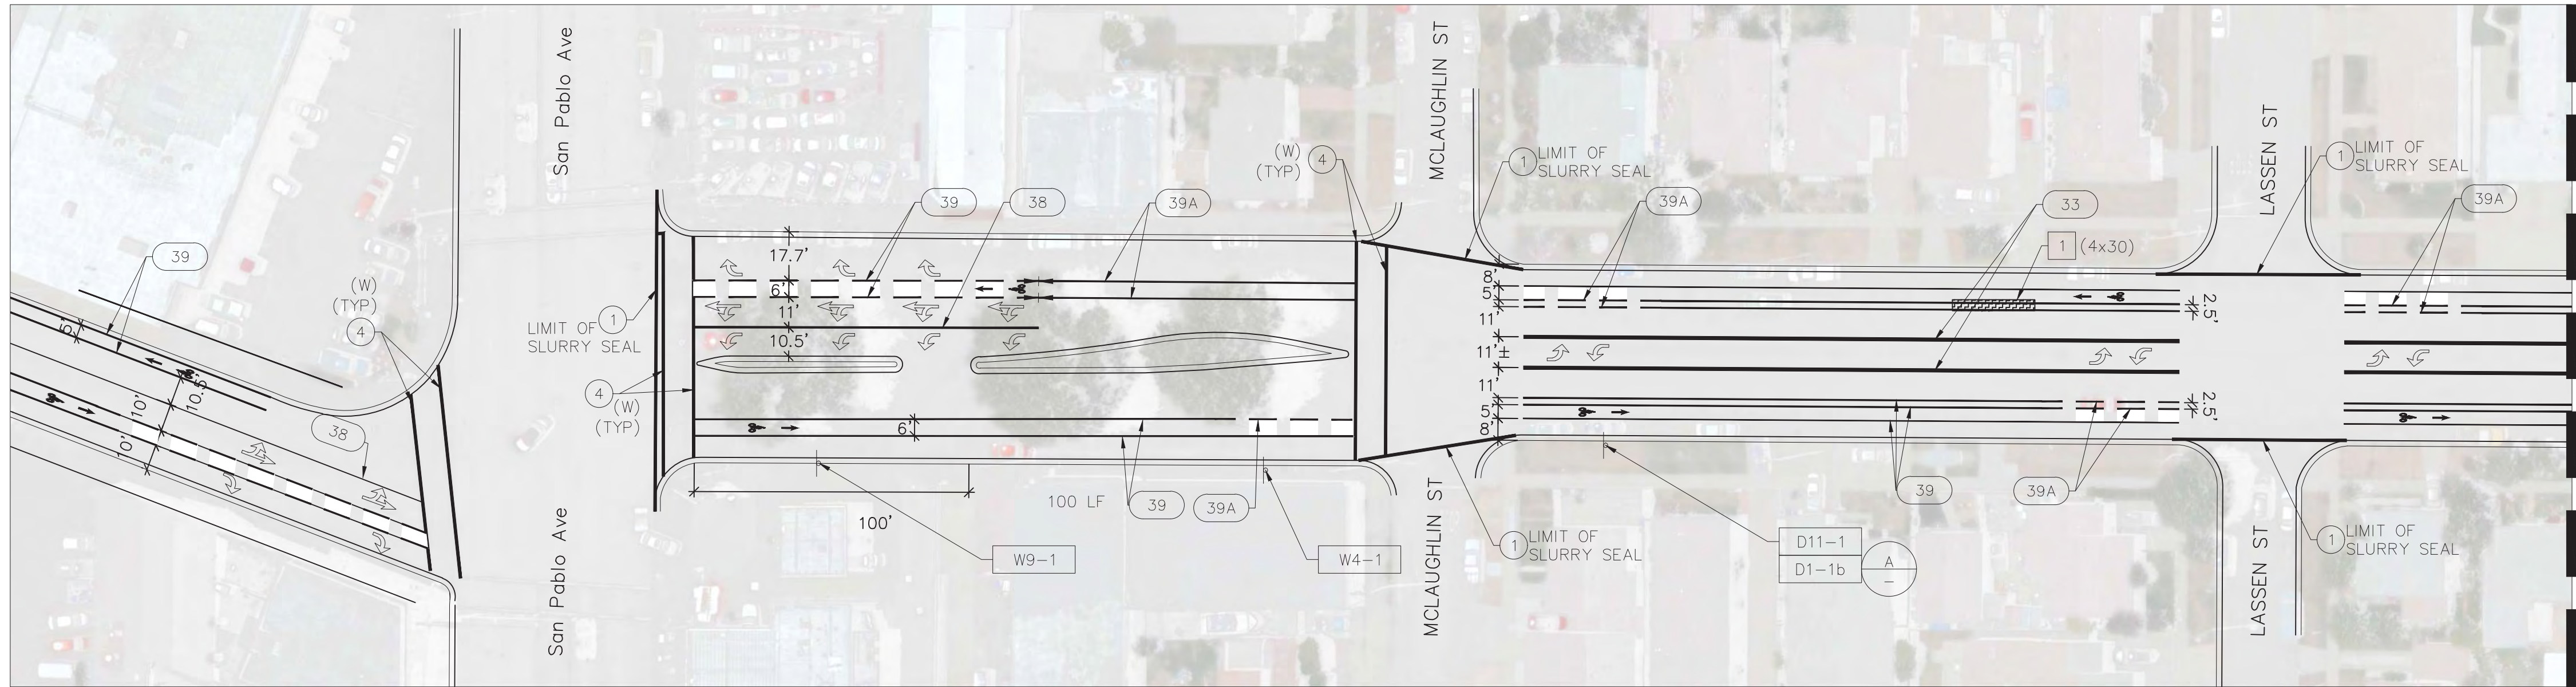 39
5'
10'
10.5'
10'
38
(W)
(TYP)
4
San Pablo Ave
San Pablo Ave
LIMIT OF
SLURRY SEAL
1
4
(W)
(TYP)
17.7'
6'
11'
10.5'
39
38
39A
6'
100'
100 LF
39
39A
W9-1
W4-1
(W)
(TYP)
4
MCLAUGHLIN ST
MCLAUGHLIN ST
1
LIMIT OF
SLURRY SEAL
1
LIMIT OF
SLURRY SEAL
8'
5'
11'
11'±
11'
5'
8'
39A
33
1
(4x30)
2.5'
2.5'
39
39A
D11-1
D1-1b
A
-
LASSEN ST
LASSEN ST
1
LIMIT OF
SLURRY SEAL
1
LIMIT OF
SLURRY SEAL
39A